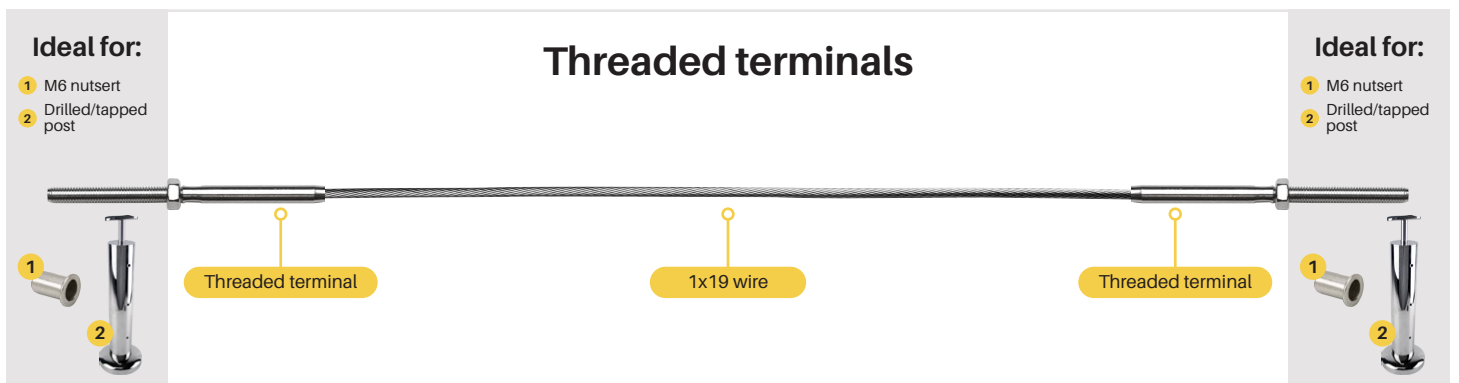 Ideal for:
1 M6 nutsert
2 Drilled/tapped
post
Threaded terminals
Ideal for:
1 M6 nutsert
2 Drilled/tapped
post
1
2
Threaded terminal
1x19 wire
Threaded terminal
1
2